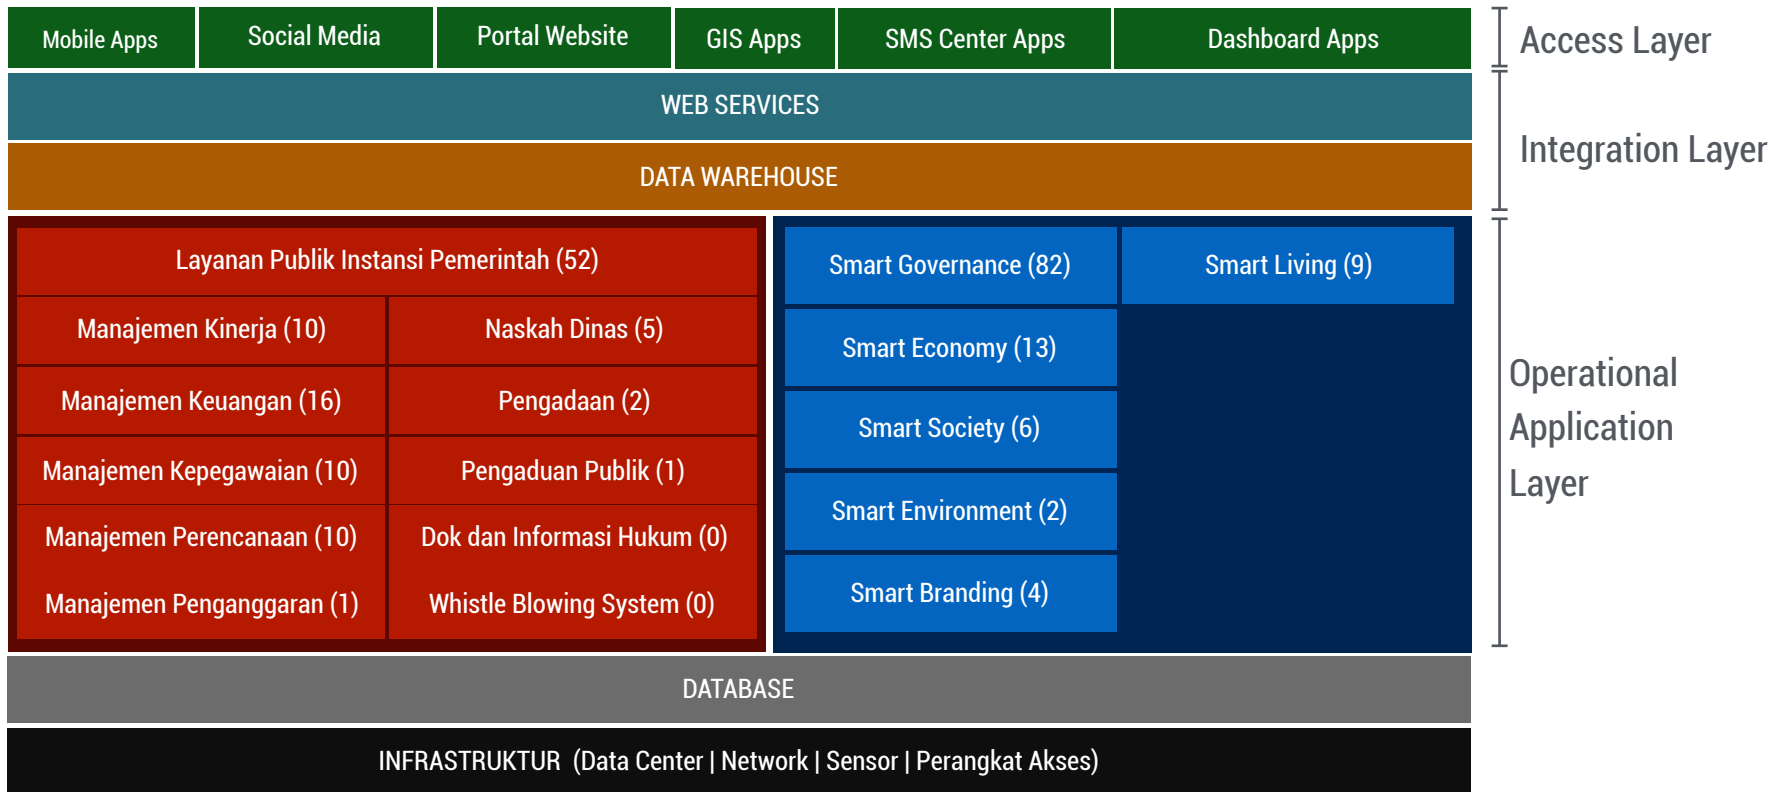 Mobile Apps
Social Media
Portal Website
GIS Apps
SMS Center Apps
Dashboard Apps
Access Layer
WEB SERVICES
DATA WAREHOUSE
Integration Layer
Layanan Publik Instansi Pemerintah (52)
Manajemen Kinerja (10)
Naskah Dinas (5)
Manajemen Keuangan (16)
Pengadaan (2)
Manajemen Kepegawaian (10)
Pengaduan Publik (1)
Manajemen Perencanaan (10)
Dok dan Informasi Hukum (0)
Manajemen Penganggaran (1)
Whistle Blowing System (0)
Smart Governance (82)
Smart Living (9)
Smart Economy (13)
Smart Society (6)
Smart Environment (2)
Smart Branding (4)
Operational
Application
Layer
DATABASE
INFRASTRUKTUR (Data Center | Network | Sensor | Perangkat Akses)